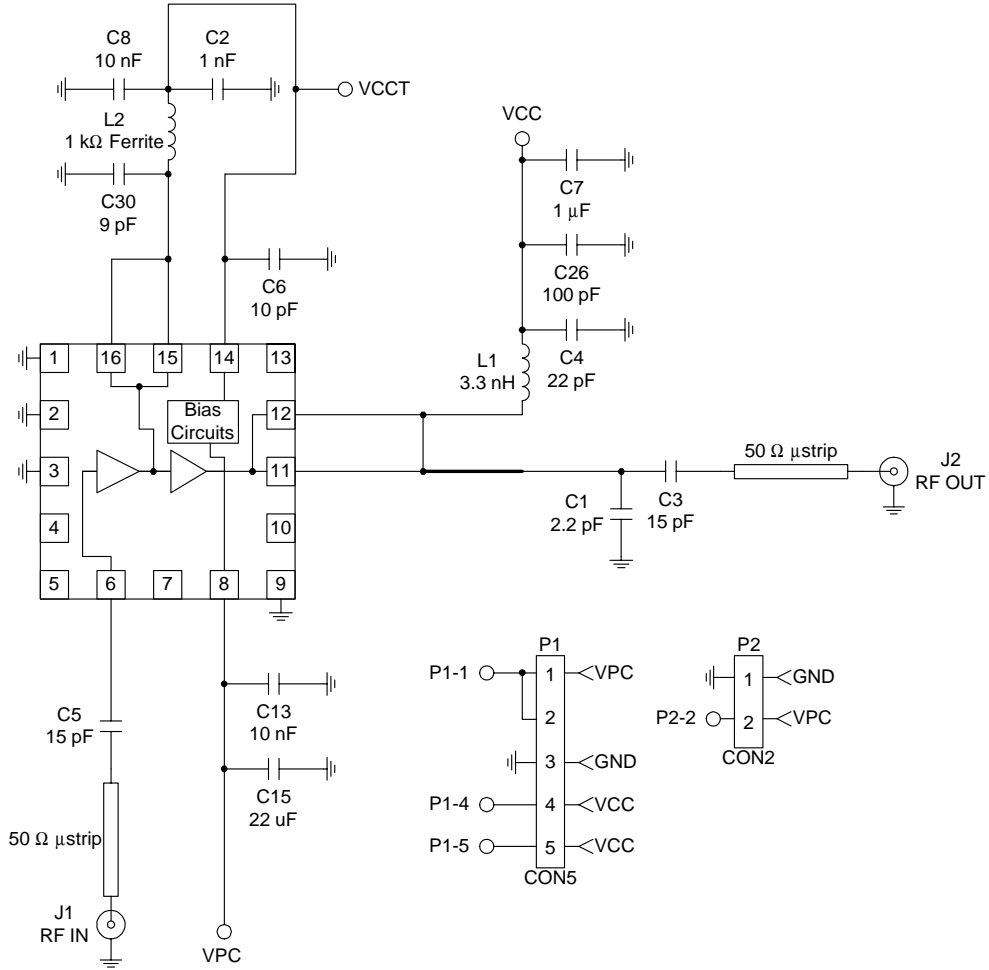 C8
10 nF
C2
1 nF
VCCT
L2
1 kΩ Ferrite
C30
9 pF
VCC
C7
1 μF
C26
100 pF
C6
10 pF
L1
3.3 nH
C4
22 pF
1
16
15
14
13
2
Bias
Circuits
12
3
11
50 Ω μstrip
J2
RF OUT
C1
2.2 pF
C3
15 pF
4
10
5
6
7
8
9
C5
15 pF
C13
10 nF
C15
22 uF
50 Ω μstrip
J1
RF IN
VPC
P1
P1-1
1
VPC
2
3
GND
P1-4
4
VCC
P1-5
5
VCC
CON5
P2
1
GND
P2-2
2
VPC
CON2